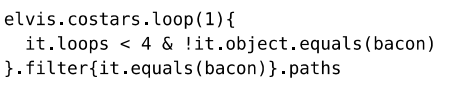 elvis.costars.loop(1){
  it.loops < 4 & !it.object.equals(bacon)
}.filter{it.equals(bacon)}.paths